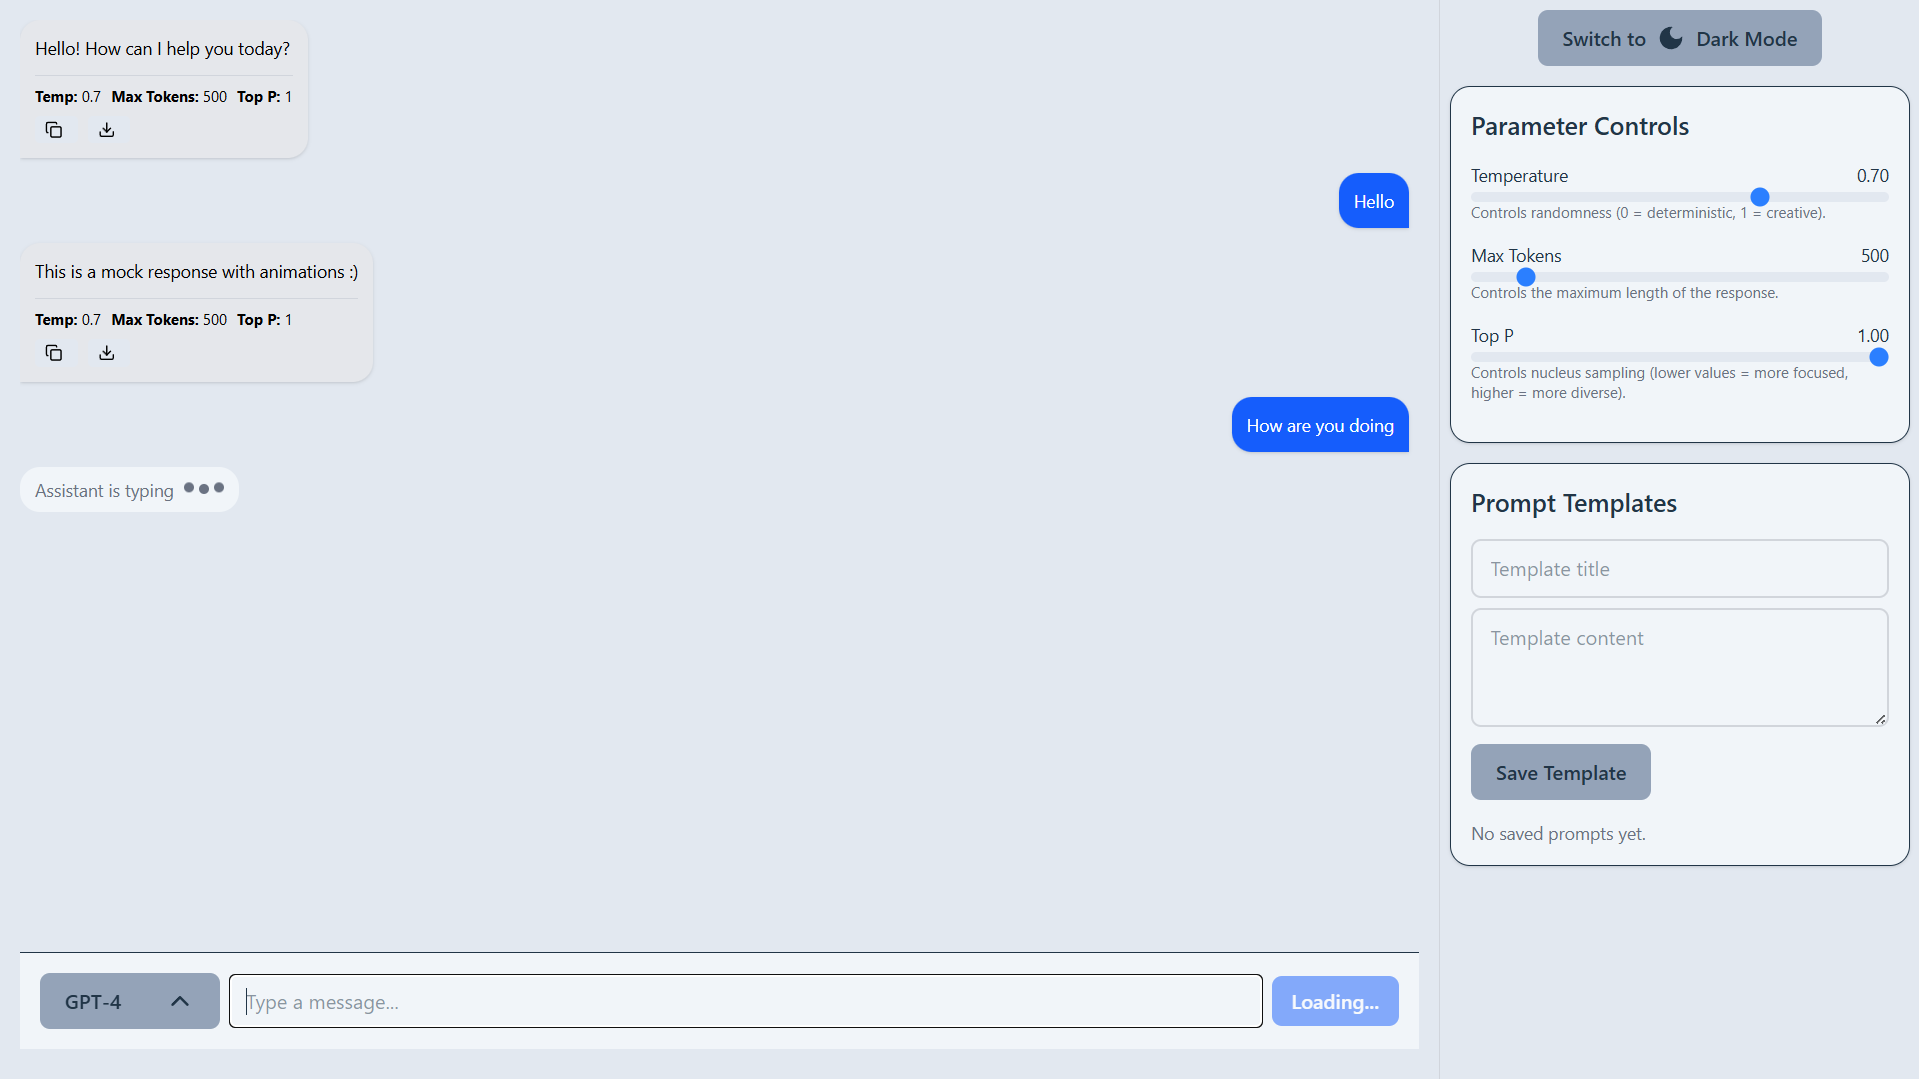 Hello! How can I help you today?
Temp: 0.7 Max Tokens: 500 Top P: 1
Hello
This is a mock response with animations :)
Temp: 0.7 Max Tokens: 500 Top P: 1
How are you doing
Assistant is typing
GPT-4
Type a message...
Loading...
Switch to Dark Mode
Parameter Controls
Temperature 0.70
Controls randomness (0 = deterministic, 1 = creative).
Max Tokens 500
Controls the maximum length of the response.
Top P 1.00
Controls nucleus sampling (lower values = more focused,
higher = more diverse).
Prompt Templates
Template title
Template content
Save Template
No saved prompts yet.